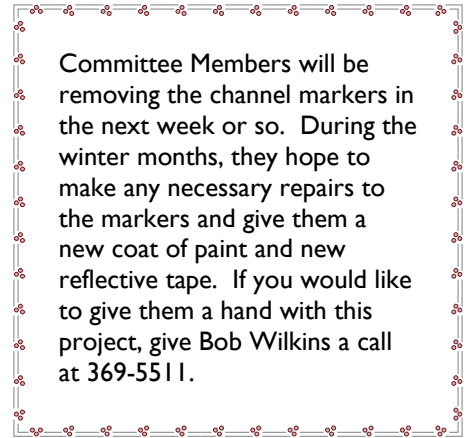 Committee Members will be
removing the channel markers in
the next week or so.  During the
winter months, they hope to
make any necessary repairs to
the markers and give them a
new coat of paint and new
reflective tape.  If you would like
to give them a hand with this
project, give Bob Wilkins a call
at 369-5511.